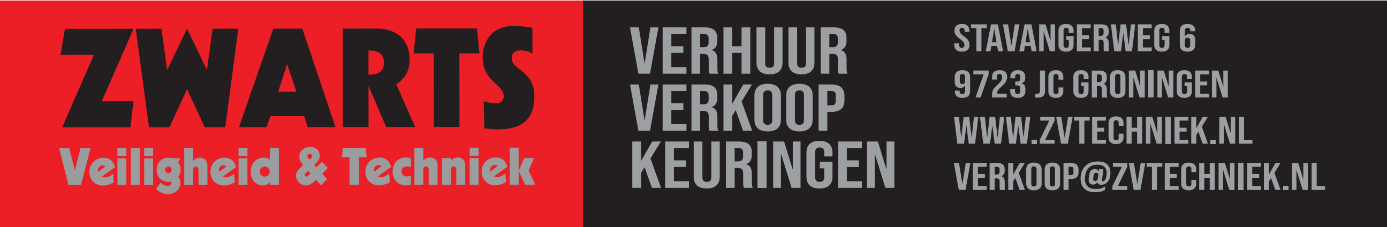 ZWARTS
Veiligheid & Techniek
VERHUUR
VERKOOP
KEURINGEN
STAVANGERWEG 6
9723 JC GRONINGEN
WWW.ZVTECHNIEK.NL
VERKOOP@ZVTECHNIEK.NL